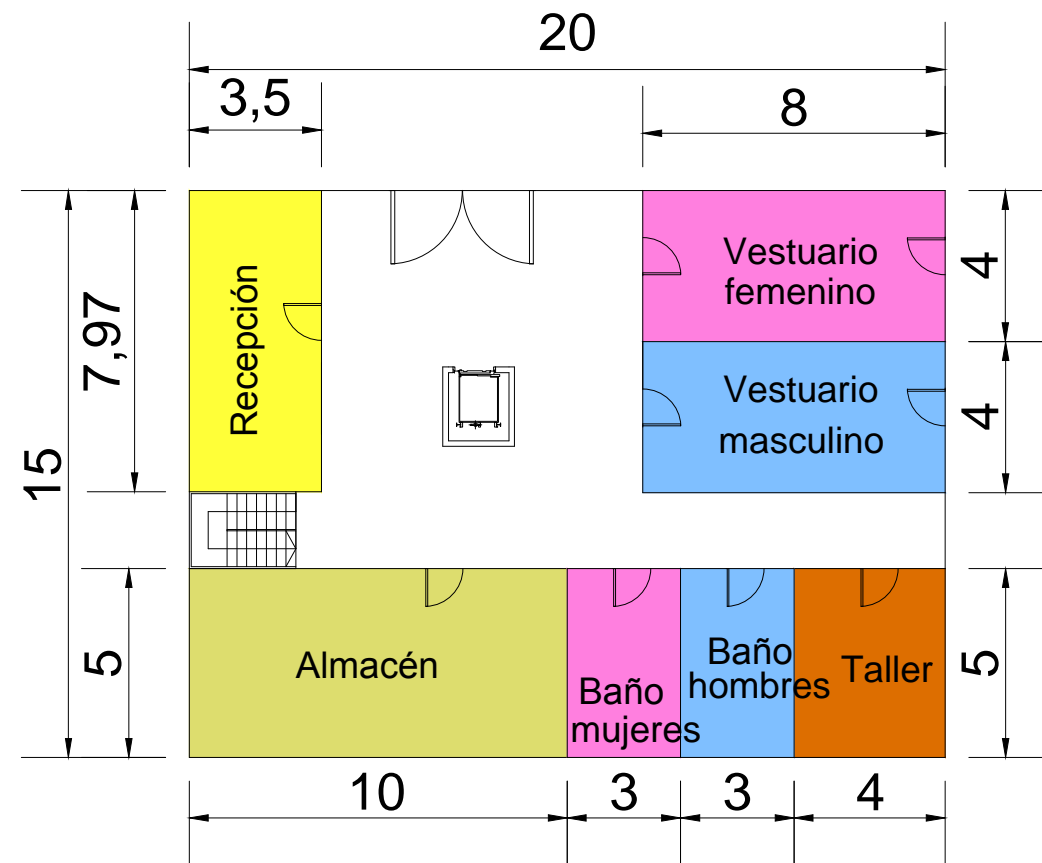 20
3,5
8
Vestuario
femenino
4
Recepción
7,97
Vestuario
masculino
4
15
5
Almacén
Baño
mujeres
Baño
hombres
Taller
5
10
3
3
4